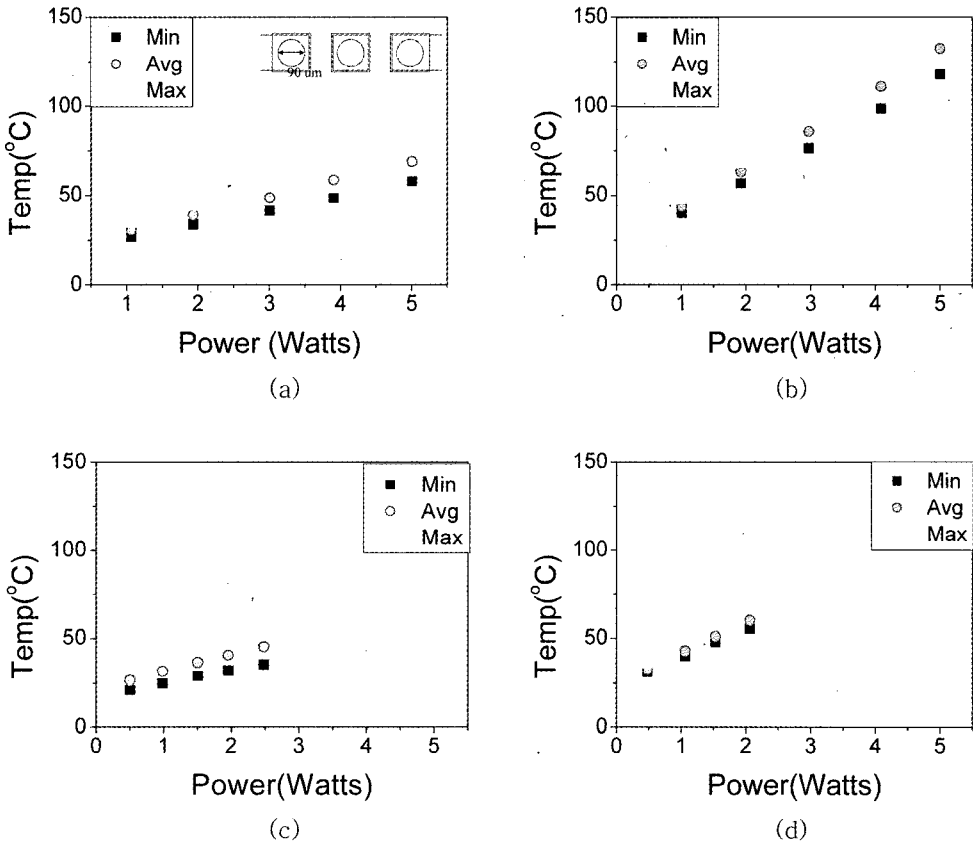 150
100
50
0
Temp(°C)
Min
Avg
Max
90 um
1 2 3 4 5
Power (Watts)
(a)
150
100
50
0
Temp(°C)
Min
Avg
Max
0 1 2 3 4 5
Power(Watts)
(b)
150
100
50
0
Temp(°C)
Min
Avg
Max
0 1 2 3 4 5
Power(Watts)
(c)
150
100
50
0
Temp(°C)
Min
Avg
Max
0 1 2 3 4 5
Power(Watts)
(d)